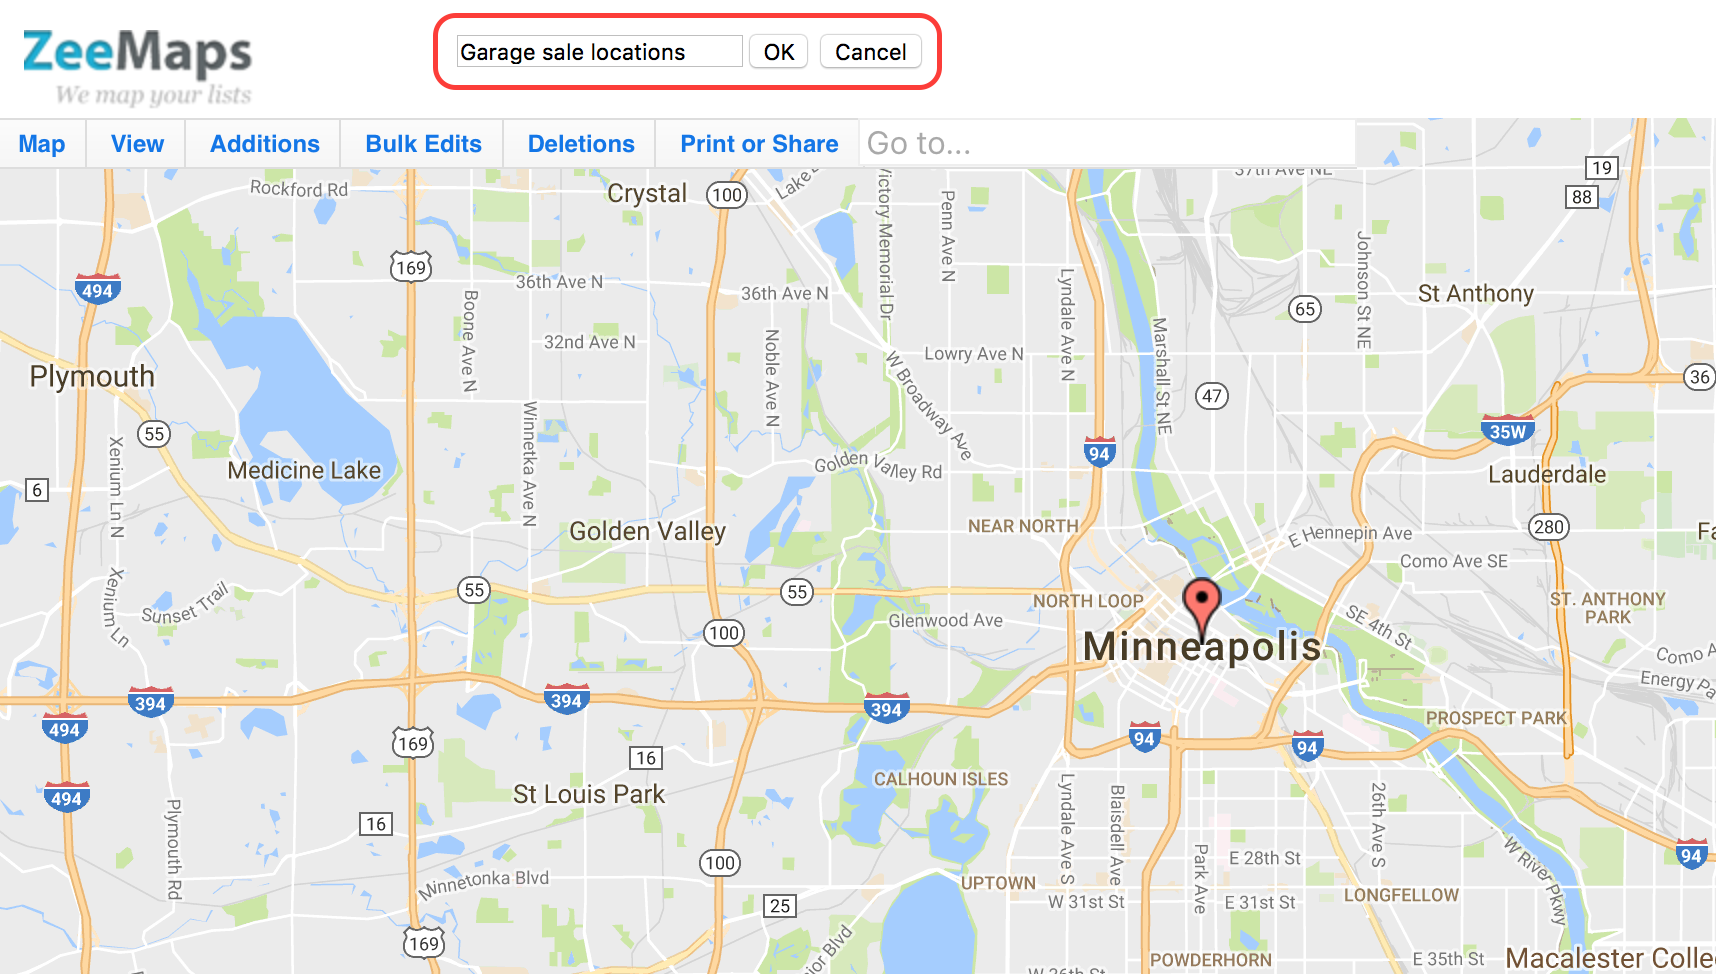 ZeeMaps
We map your lists
Garage sale locations OK Cancel
Map View Additions Bulk Edits Deletions Print or Share Go to...
37th Ave NE
19
88
Rockford Rd
Crystal
100
Victory Memorial Dr
Penn Ave N
Johnson St NE
169
494
36th Ave N
36th Ave N
Boone Ave N
Lyndale Ave N
St Anthony
65
Marshall St NE
32nd Ave N
Noble Ave N
Lowry Ave N
W Broadway Ave
Plymouth
36
47
55
Winnetka Ave N
35W
Xenium Ln N
94
Medicine Lake
Golden Valley Rd
Lauderdale
6
Golden Valley
NEAR NORTH
E Hennepin Ave
280
Como Ave SE
Xenium Ln
Sunset Trail
55
55
NORTH LOOP
ST. ANTHONY
PARK
100
Glenwood Ave
SE 4th St
Minneapolis
394
394
394
494
169
94
94
PROSPECT PARK
16
CALHOUN ISLES
494
St Louis Park
Lyndale Ave S
Blaisdell Ave
26th Ave S
Plymouth Rd
16
100
Park Ave
E 28th St
W River Pkwy
94
Minnetonka Blvd
UPTOWN
LONGFELLOW
25
W 31st St
E 31st St
169
POWDERHORN
E 35th St
Macalester Colle